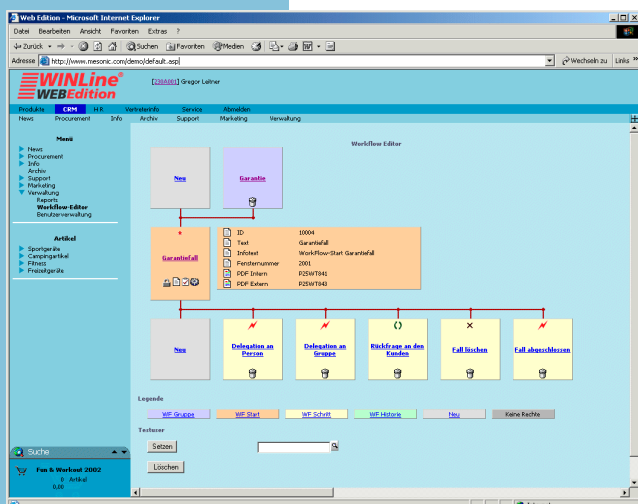 Web Edition - Microsoft Internet Explorer
Datei Bearbeiten Ansicht Favoriten Extras ?
Zurück Suchen Favoriten Medien
Adresse http://www.mesonic.com/demo/default.asp Wechseln zu Links »
WINLine®
WEBEdition
[236A001] Gregor Leitner
Produkte CRM H R Vertreterinfo Service Abmelden
News Procurement Info Archiv Support Marketing Verwaltung
Menü
News
Procurement
Info
Archiv
Support
Marketing
Verwaltung
Reports
Workflow-Editor
Benutzerverwaltung
Artikel
Sportgeräte
Campingartikel
Fitness
Freizeitgeräte
Workflow Editor
Neu
Garantie
Garantiefall
ID 10004
Text Garantiefall
Infotext WorkFlow-Start Garantiefall
Fensternummer 2001
PDF Intern P25WT841
PDF Extern P25WT843
Neu
Delegation an
Person
Delegation an
Gruppe
Rückfrage an den
Kunden
Fall löschen
Fall abgeschlossen
Legende
WF Gruppe WF Start WF Schritt WF Historie Neu Keine Rechte
Testuser
Setzen
Löschen
Suche
Fun & Workout 2002
0 Artikel
0,00